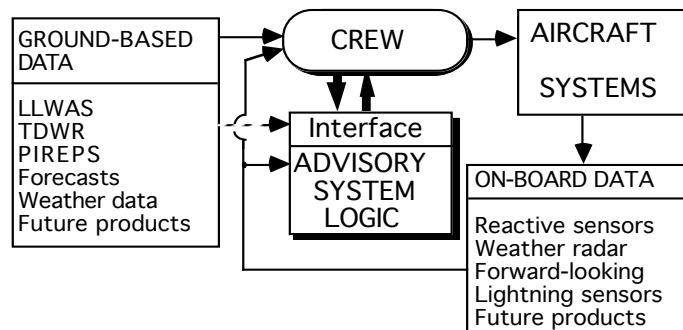 GROUND-BASED
DATA
LLWAS
TDWR
PIREPS
Forecasts
Weather data
Future products
CREW
Interface
ADVISORY
SYSTEM
LOGIC
AIRCRAFT
SYSTEMS
ON-BOARD DATA
Reactive sensors
Weather radar
Forward-looking
Lightning sensors
Future products